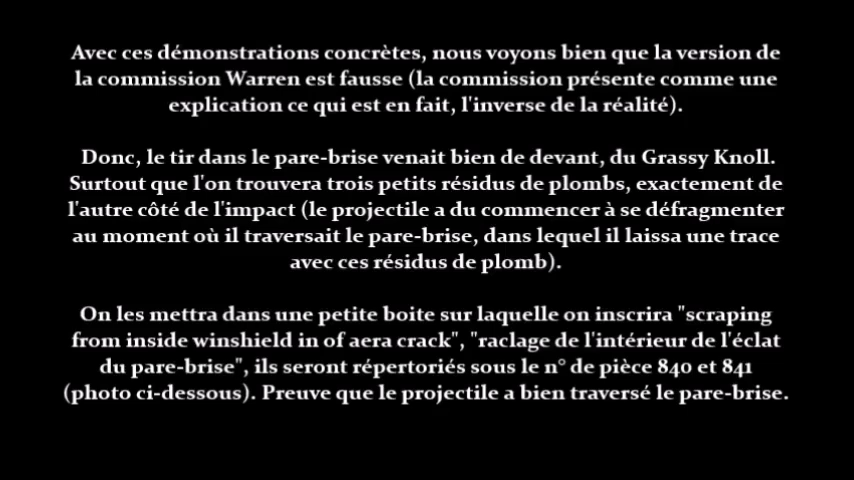 Avec ces démonstrations concrètes, nous voyons bien que la version de
la commission Warren est fausse (la commission présente comme une
explication ce qui est en fait, l'inverse de la réalité).
Donc, le tir dans le pare-brise venait bien de devant, du Grassy Knoll.
Surtout que l'on trouvera trois petits résidus de plombs, exactement de
l'autre côté de l'impact (le projectile a du commencer à se défragmenter
au moment où il traversait le pare-brise, dans lequel il laissa une trace
avec ces résidus de plomb).
On les mettra dans une petite boite sur laquelle on inscrira "scraping
from inside winshield in of aera crack", "raclage de l'intérieur de l'éclat
du pare-brise", ils seront répertoriés sous le n° de pièce 840 et 841
(photo ci-dessous). Preuve que le projectile a bien traversé le pare-brise.